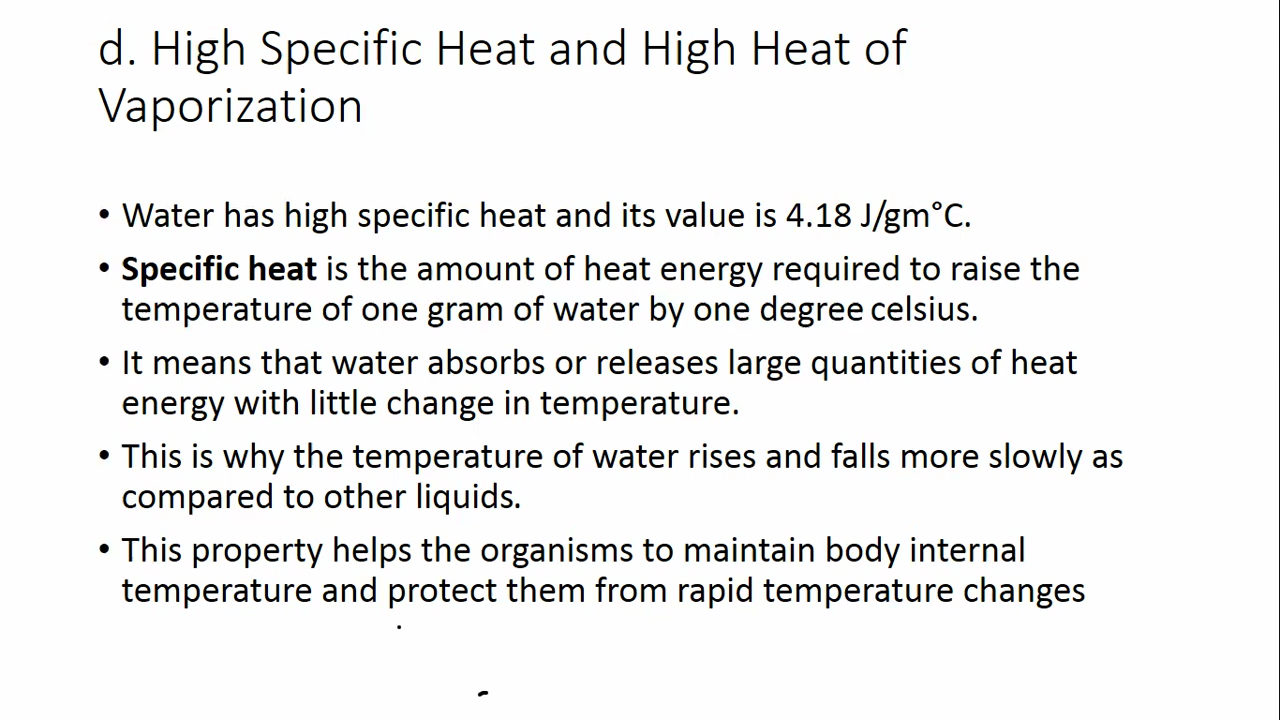 d. High Specific Heat and High Heat of
Vaporization
• Water has high specific heat and its value is 4.18 J/gm°C.
• Specific heat is the amount of heat energy required to raise the
temperature of one gram of water by one degree celsius.
• It means that water absorbs or releases large quantities of heat
energy with little change in temperature.
• This is why the temperature of water rises and falls more slowly as
compared to other liquids.
• This property helps the organisms to maintain body internal
temperature and protect them from rapid temperature changes